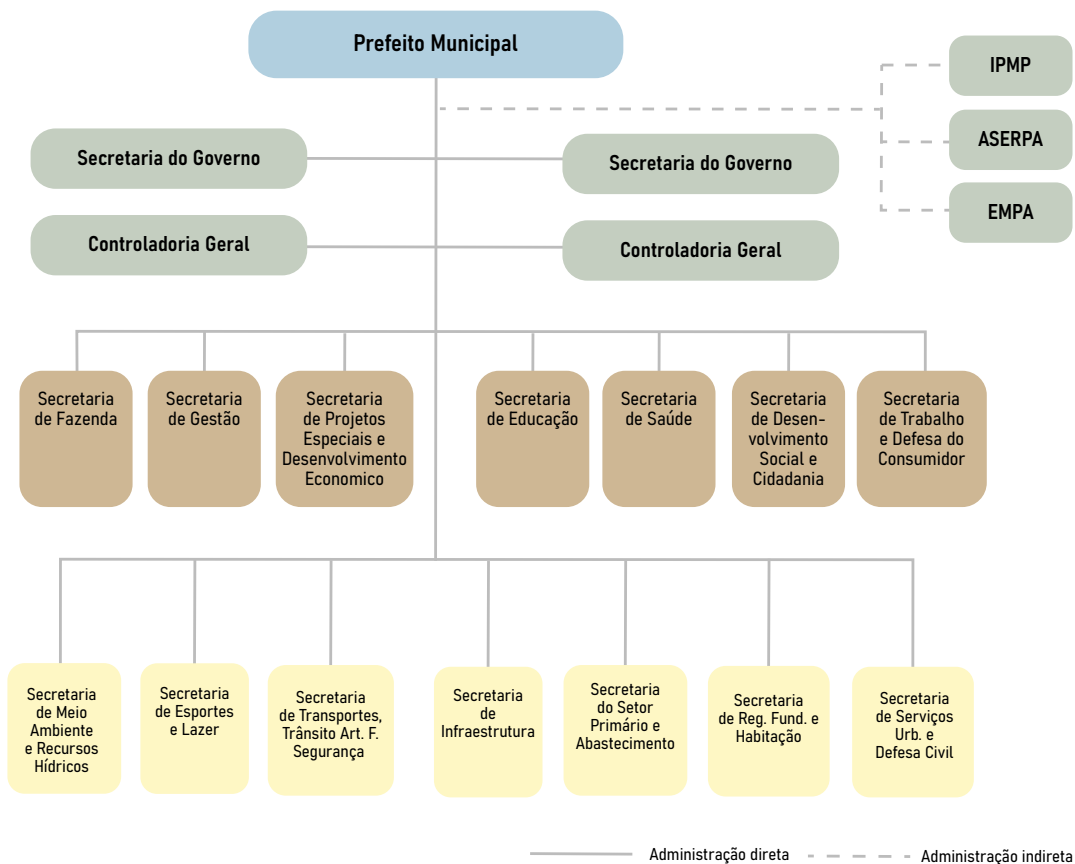 Prefeito Municipal
IPMP
ASERPA
EMPA
Secretaria do Governo
Secretaria do Governo
Controladoria Geral
Controladoria Geral
Secretaria
de Fazenda
Secretaria
de Gestão
Secretaria
de Projetos
Especiais e
Desenvolvimento
Economico
Secretaria
de Educação
Secretaria
de Saúde
Secretaria
de Desen-
volvimento
Social e
Cidadania
Secretaria
de Trabalho
e Defesa do
Consumidor
Secretaria
de Meio
Ambiente
e Recursos
Hídricos
Secretaria
de Esportes
e Lazer
Secretaria
de Transportes,
Trânsito Art. F.
Segurança
Secretaria
de
Infraestrutura
Secretaria
do Setor
Primário e
Abastecimento
Secretaria
de Reg. Fund. e
Habitação
Secretaria
de Serviços
Urb. e
Defesa Civil
Administração direta
Administração indireta